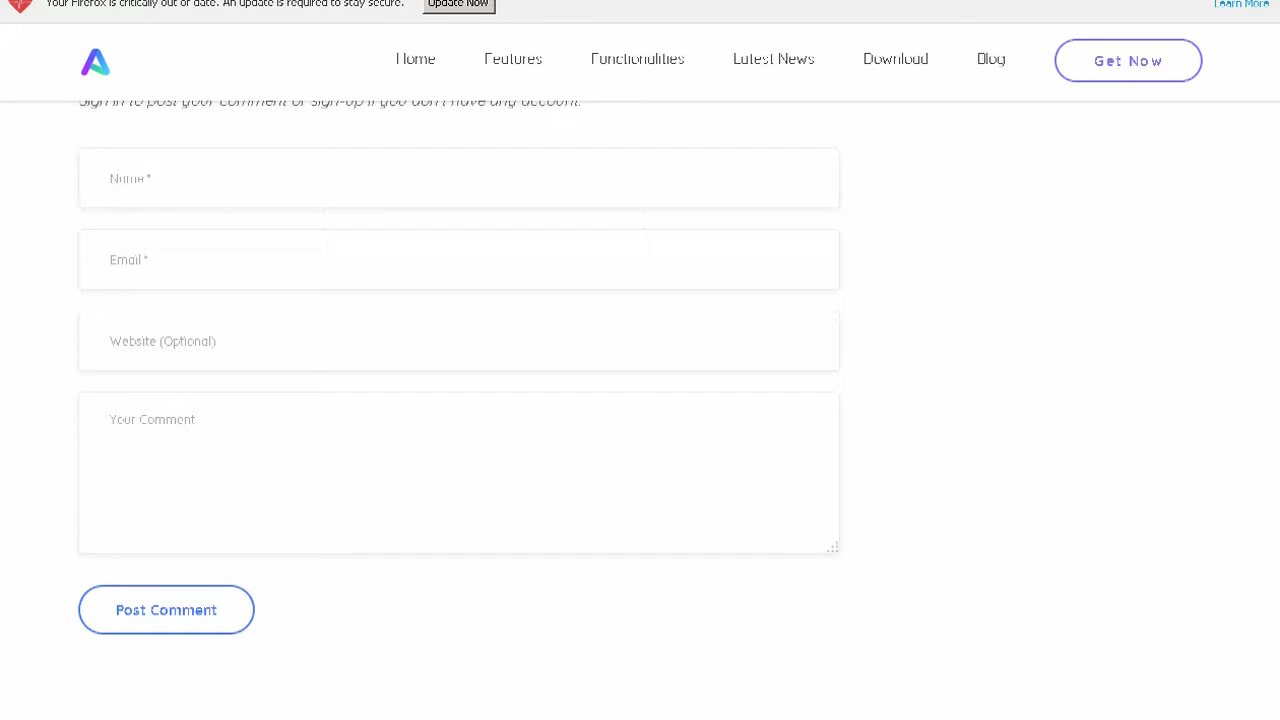 Your Firefox is critically out of date. An update is required to stay secure. Update Now Learn More
Home Features Functionalities Latest News Download Blog Get Now
Sign in to post your comment or sign-up if you don't have any account.
Name *
Email *
Website (Optional)
Your Comment
Post Comment